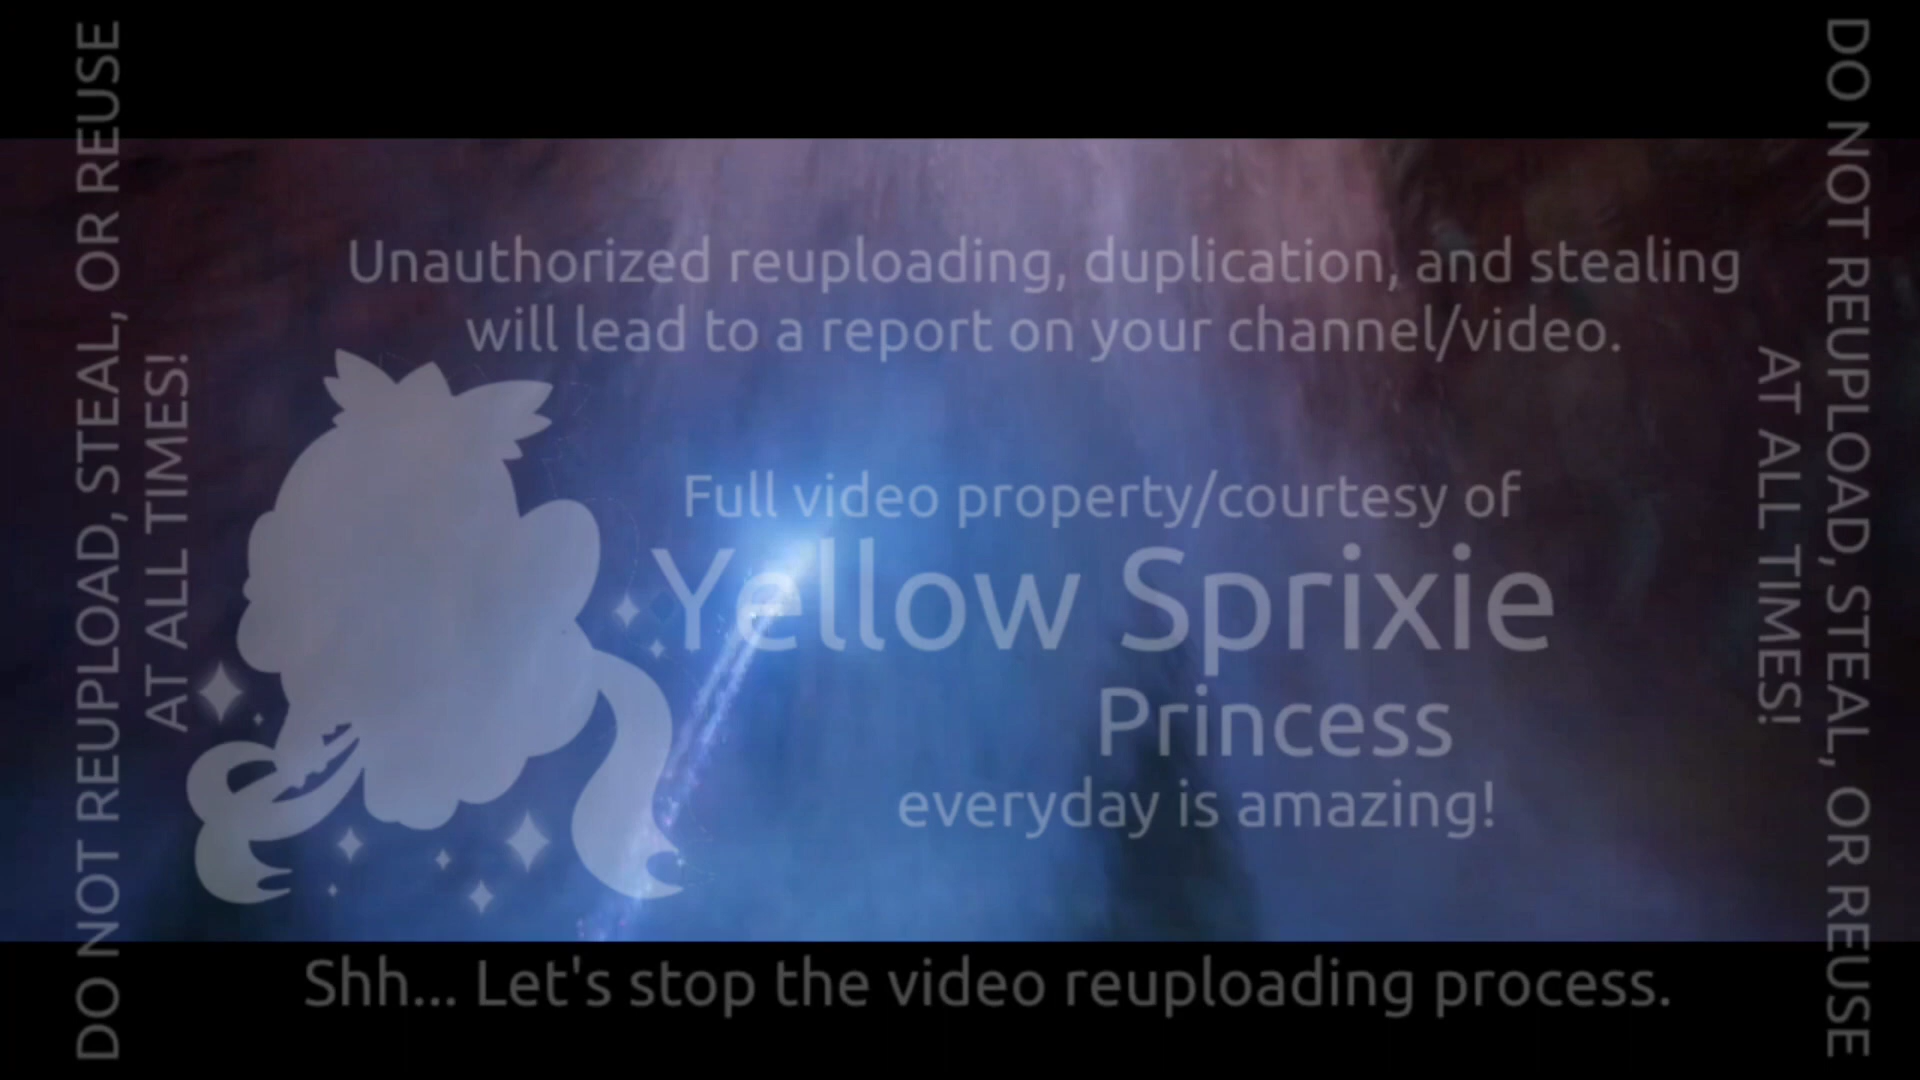 DO NOT REUPLOAD, STEAL, OR REUSE
AT ALL TIMES!
Unauthorized reuploading, duplication, and stealing
will lead to a report on your channel/video.
Full video property/courtesy of
Yellow Sprixie
Princess
everyday is amazing!
Shh... Let's stop the video reuploading process.
DO NOT REUPLOAD, STEAL, OR REUSE
AT ALL TIMES!